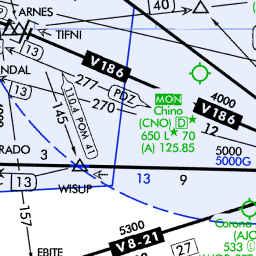 ARNES
40
TIFNI
13
V186
NDAL
277
PDZ
270
110.4 POM 41
MON
Chino
(CNO) D
650 L 70
(A) 125.85
4000
V186
12
145
RADO
3
5000
5000G
13
WISUP
13
9
157
5300
V8-21
EBITE
27
Corona
(AJO
533